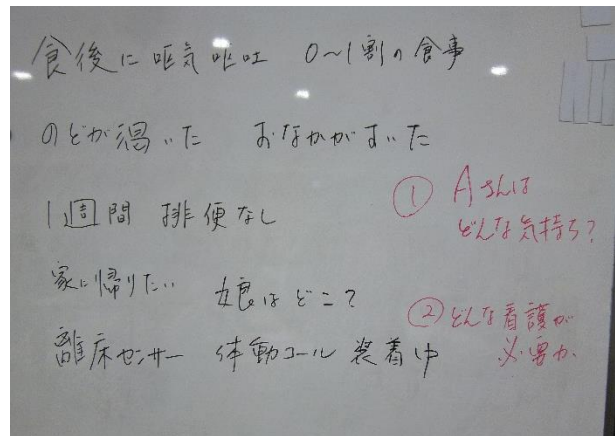 食後に嘔気嘔吐 0~1割の食事
のどが渇いた おなかがすいた
1週間 排便なし
家に帰りたい 娘はどこ?
離床センサー 体動コール 装着中
① Aさんは
どんな気持ち?
② どんな看護が
必要か